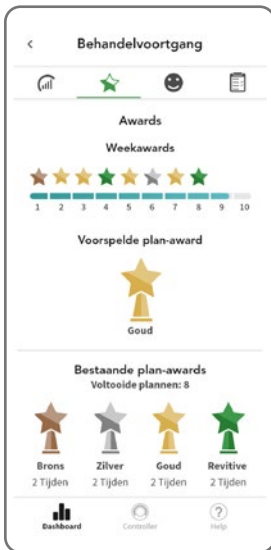 Behandelvoortgang
Awards
Weekawards
1 2 3 4 5 6 7 8 9 10
Voorspelde plan-award
Goud
Bestaande plan-awards
Voltooide plannen: 8
Brons Zilver Goud Revitive
2 Tijden 2 Tijden 2 Tijden 2 Tijden
Dashboard Controller Help